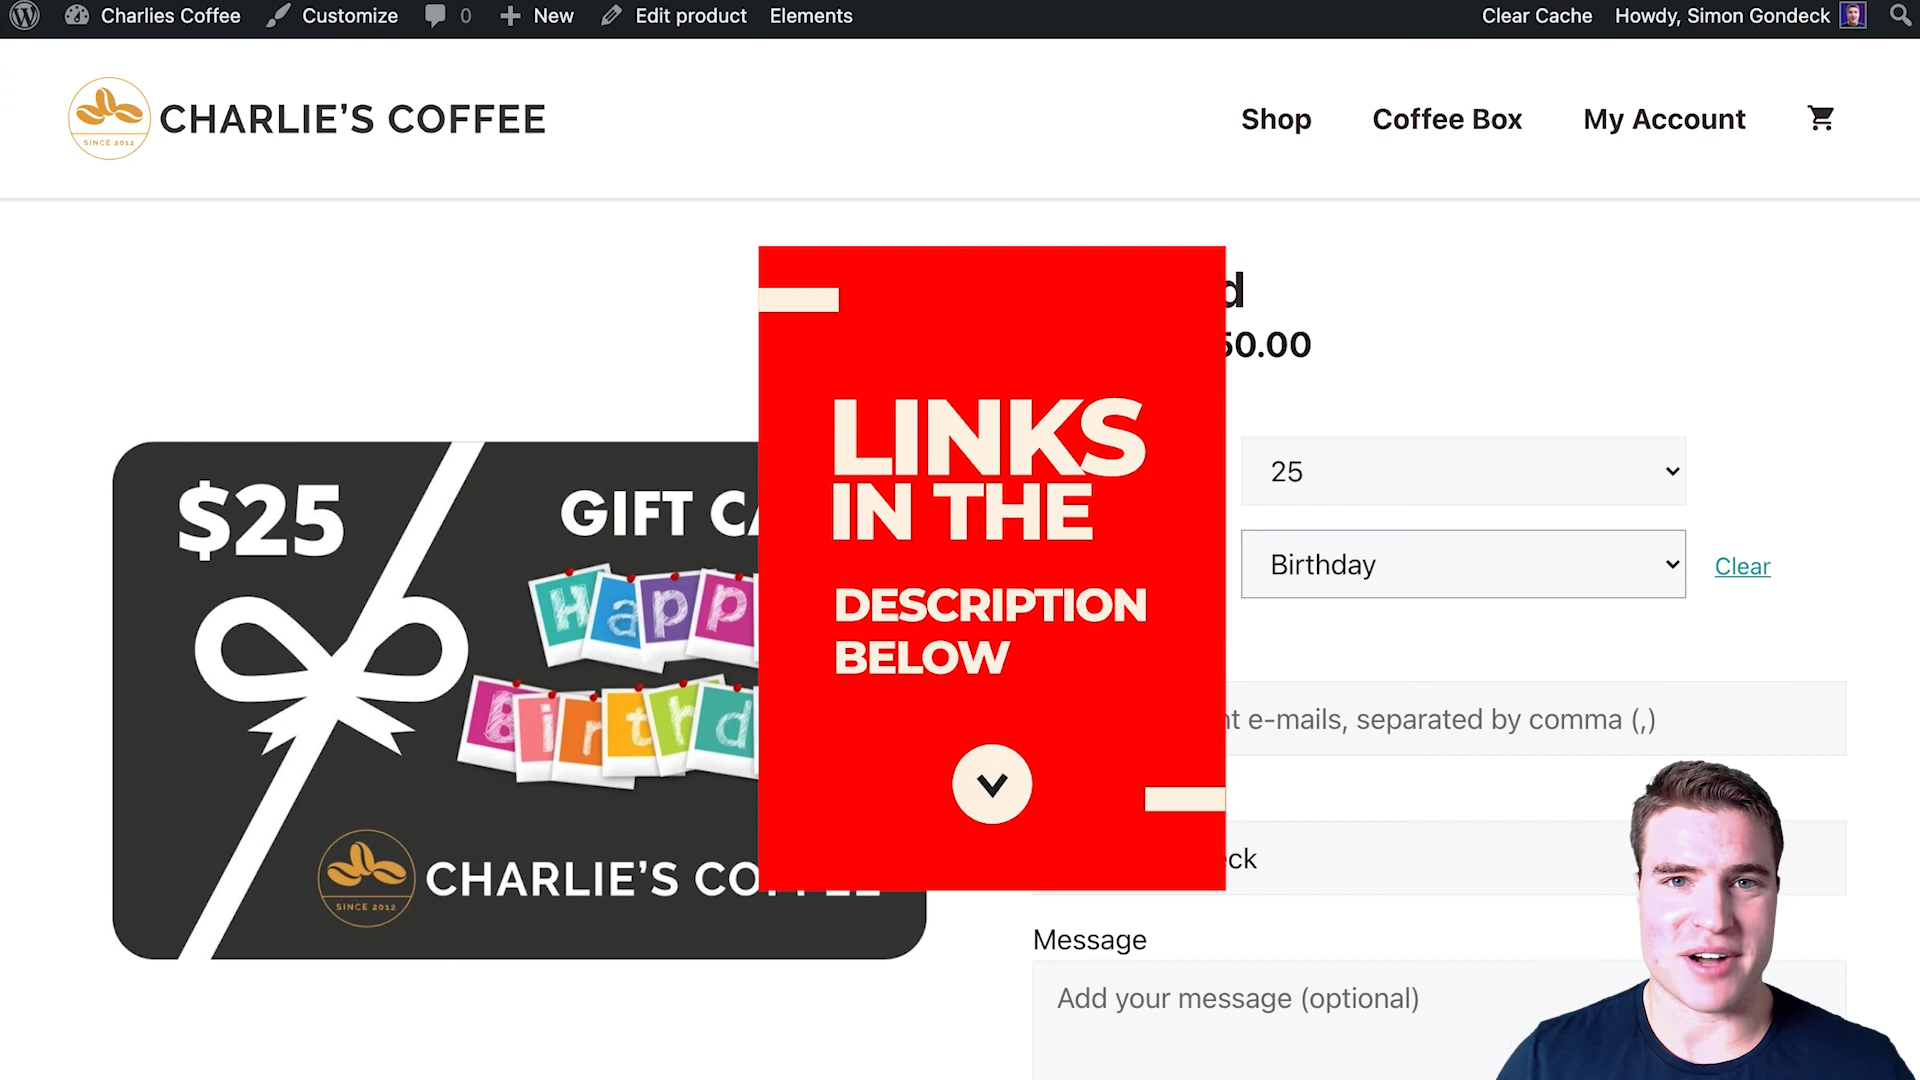 Charlies Coffee Customize 0 New Edit product Elements Clear Cache Howdy, Simon Gondeck
CHARLIE'S COFFEE
SINCE 2012
Shop Coffee Box My Account
50.00
LINKS
IN THE
DESCRIPTION
BELOW
$25
GIFT
Happ
Birthd
CHARLIE'S
SINCE 2012
25
Birthday
Clear
e-mails, separated by comma (,)
Message
Add your message (optional)